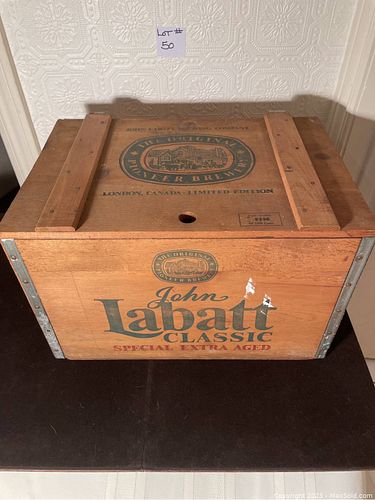 LOT #
50
JOHN LABATT BREWING COMPANY
THE ORIGINAL
PIONEER BREWERY
LONDON, CANADA - LIMITED EDITION
THE ORIGINAL
PIONEER BREWERY
John
Labatt
CLASSIC
SPECIAL EXTRA AGED
Copyright 2023 - MaxSold.com